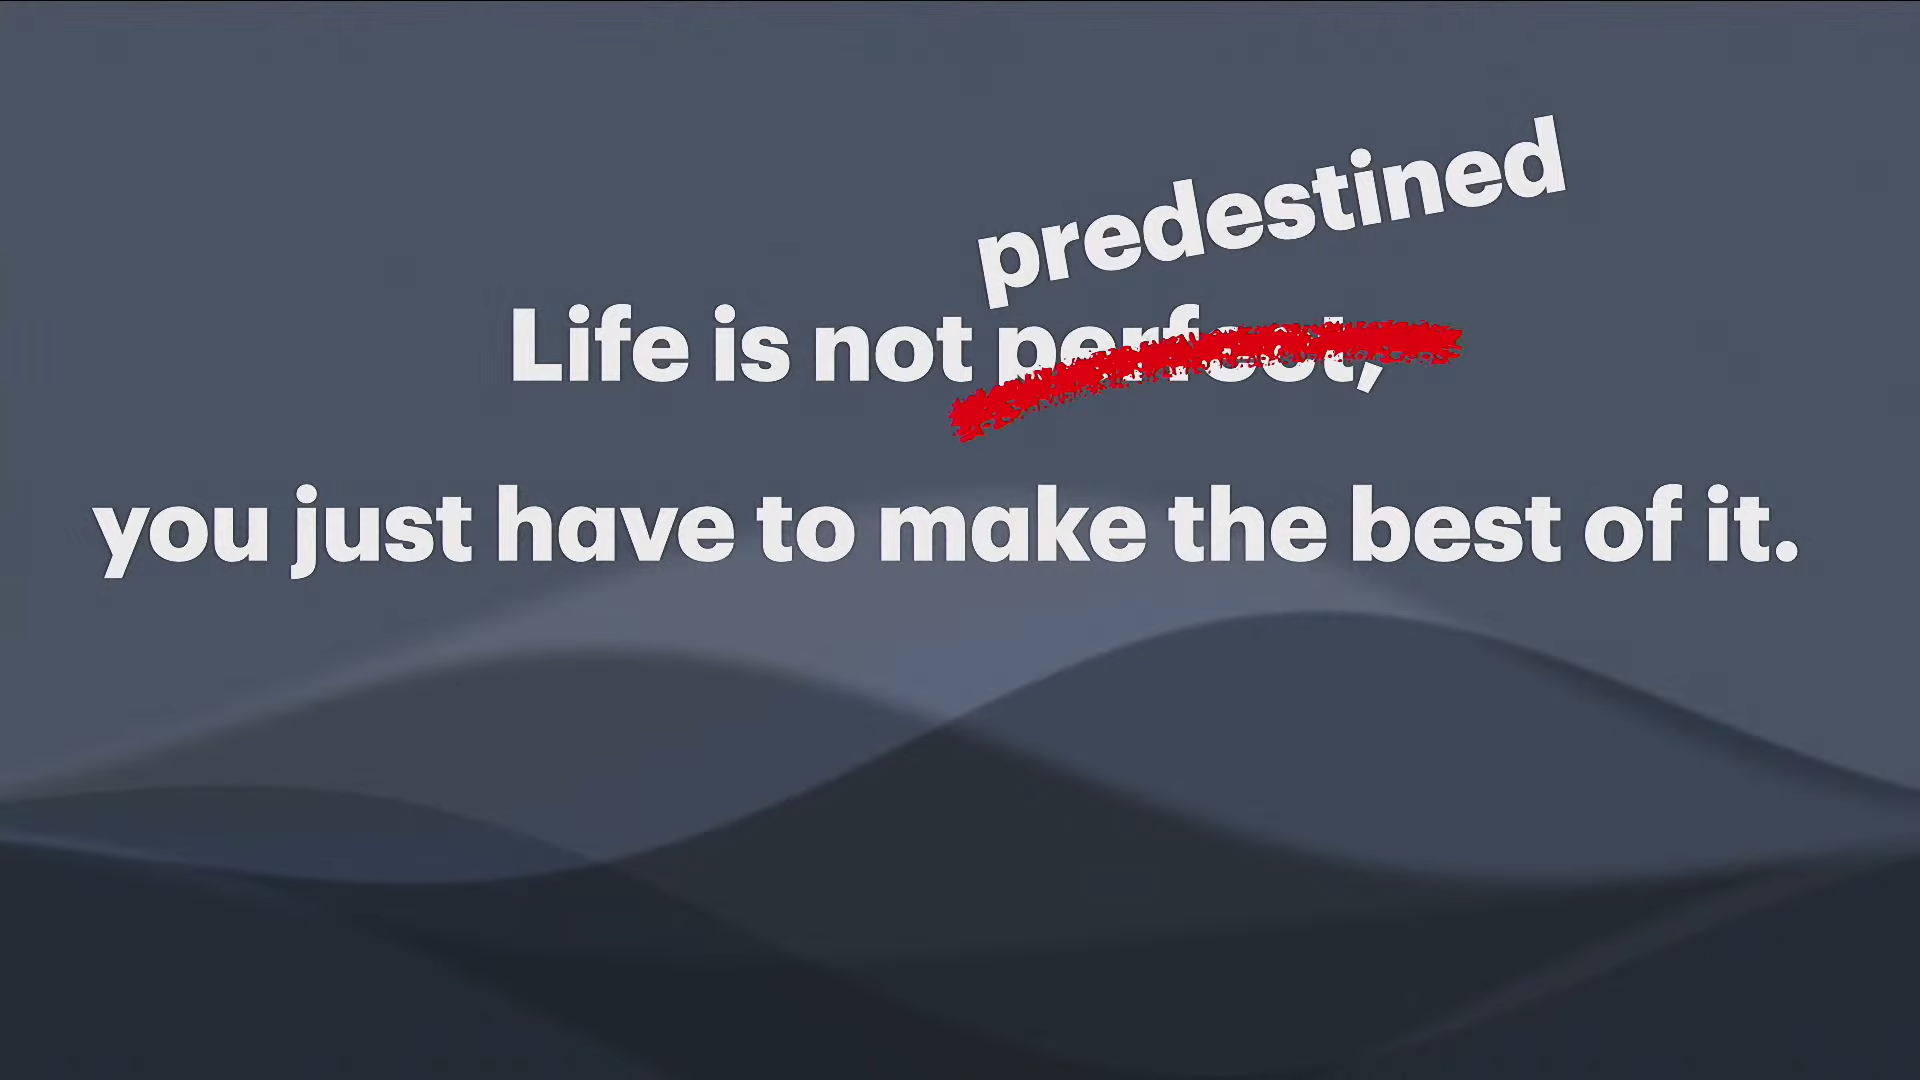 predestined
Life is not perfect,
you just have to make the best of it.